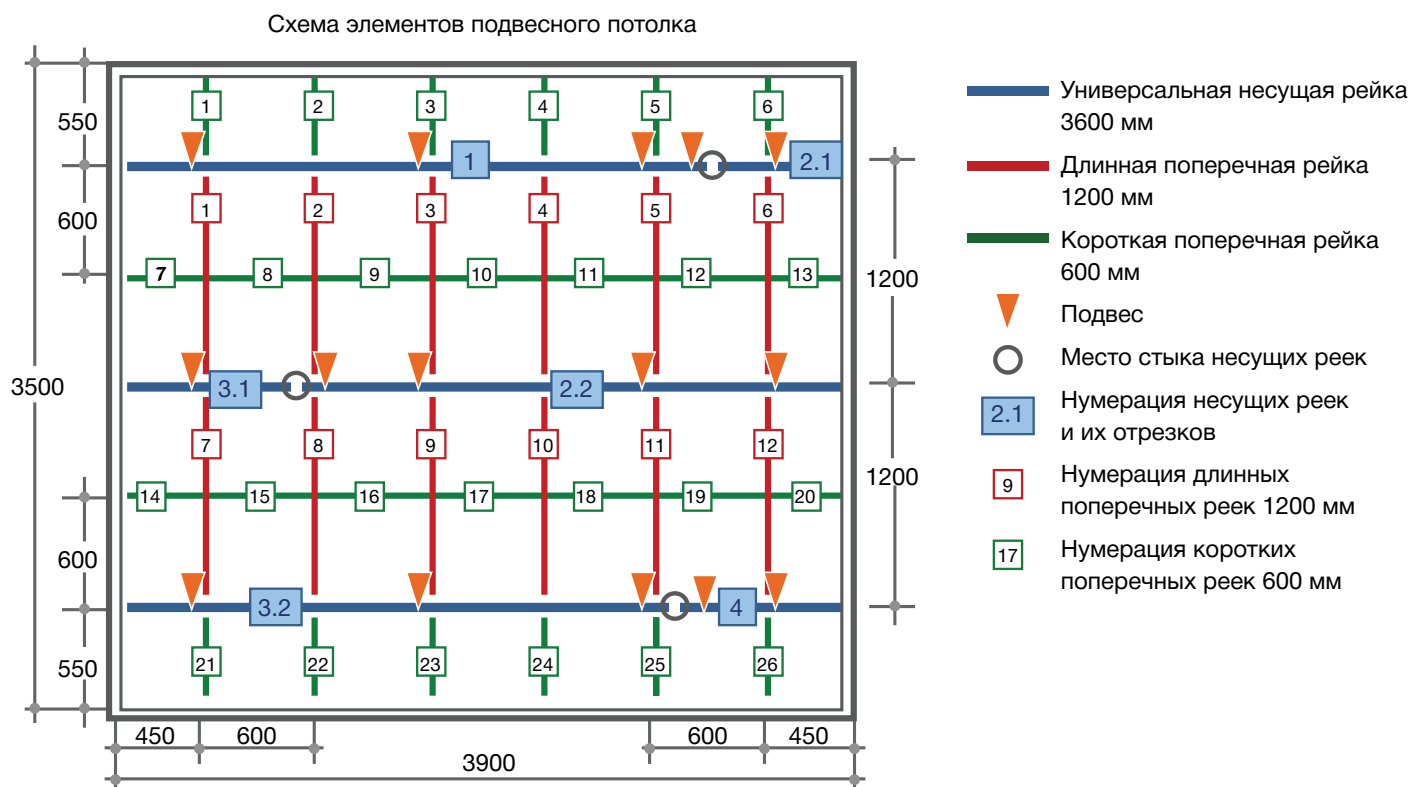 Схема элементов подвесного потолка
550
600
3500
600
550
1 2 3 4 5 6
1 2.1
1 2 3 4 5 6
7 8 9 10 11 12 13
3.1 2.2
7 8 9 10 11 12
14 15 16 17 18 19 20
3.2 4
21 22 23 24 25 26
1200
1200
450 600 600 450
3900
Универсальная несущая рейка
3600 мм
Длинная поперечная рейка
1200 мм
Короткая поперечная рейка
600 мм
Подвес
Место стыка несущих реек
2.1 Нумерация несущих реек
и их отрезков
9 Нумерация длинных
поперечных реек 1200 мм
17 Нумерация коротких
поперечных реек 600 мм